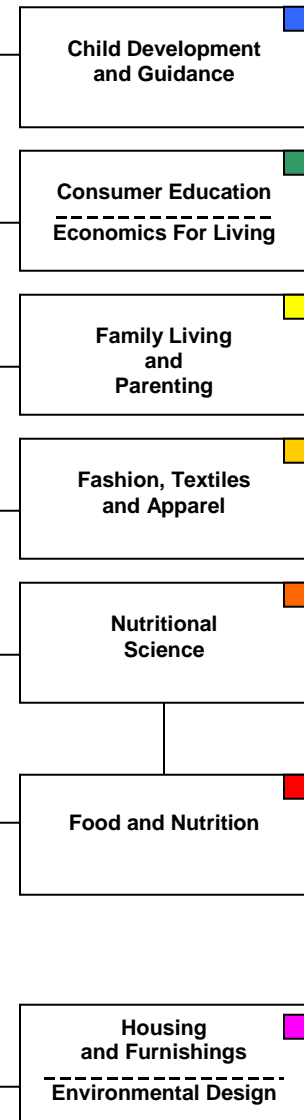 Child Development
and Guidance
Consumer Education
Economics For Living
Family Living
and
Parenting
Fashion, Textiles
and Apparel
Nutritional
Science
Food and Nutrition
Housing
and Furnishings
Environmental Design